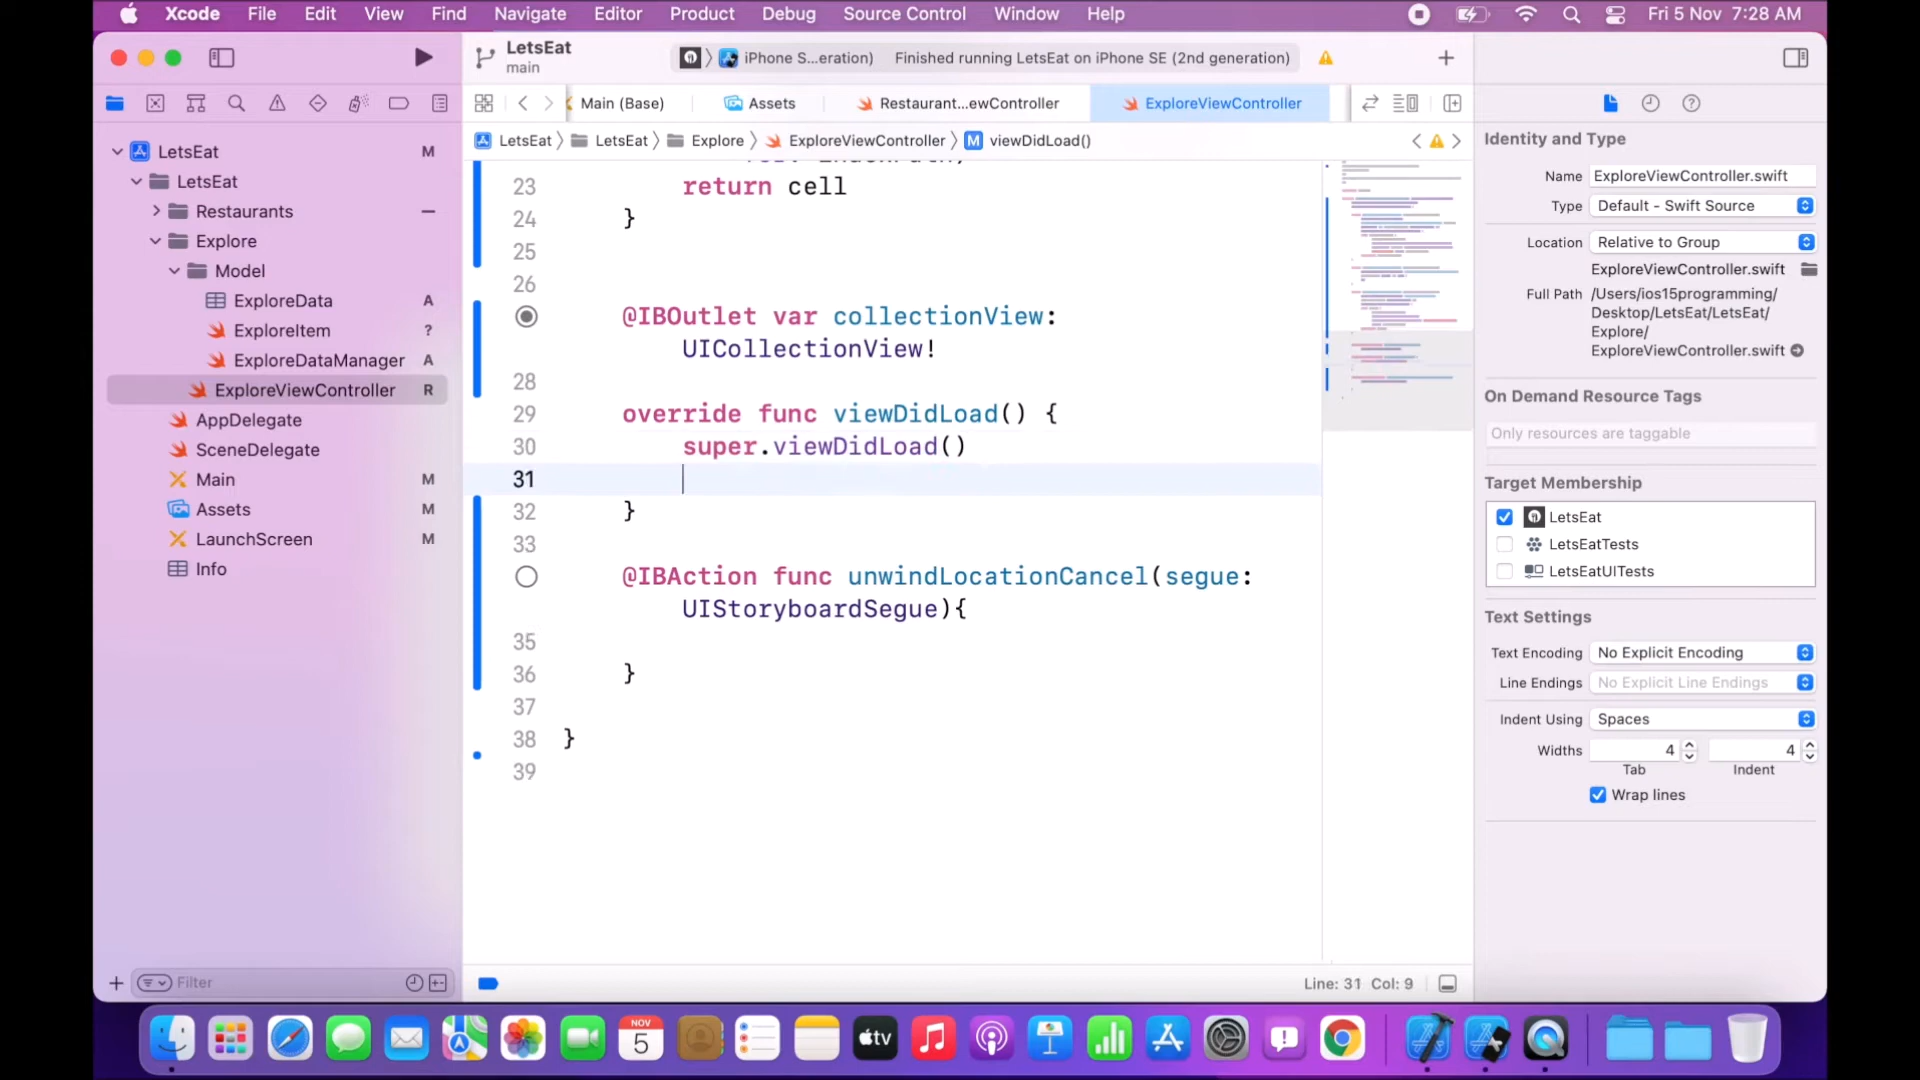 Xcode File Edit View Find Navigate Editor Product Debug Source Control Window Help Fri 5 Nov 7:28 AM
LetsEat
main
iPhone S...eration) Finished running LetsEat on iPhone SE (2nd generation)
Main (Base) Assets Restaurant...ewController ExploreViewController
LetsEat LetsEat Explore ExploreViewController M viewDidLoad()
LetsEat M
LetsEat
Restaurants
Explore
Model
ExploreData A
ExploreItem ?
ExploreDataManager A
ExploreViewController R
AppDelegate
SceneDelegate
Main M
Assets M
LaunchScreen M
Info
Filter
23 return cell
24 }
25
26
@IBOutlet var collectionView:
UICollectionView!
28
29 override func viewDidLoad() {
30 super.viewDidLoad()
31
32 }
33
@IBAction func unwindLocationCancel(segue:
UIStoryboardSegue){
35
36 }
37
38 }
39
Line: 31 Col: 9
Identity and Type
Name ExploreViewController.swift
Type Default - Swift Source
Location Relative to Group
ExploreViewController.swift
Full Path /Users/ios15programming/
Desktop/LetsEat/LetsEat/
Explore/
ExploreViewController.swift
On Demand Resource Tags
Only resources are taggable
Target Membership
LetsEat
LetsEatTests
LetsEatUITests
Text Settings
Text Encoding No Explicit Encoding
Line Endings No Explicit Line Endings
Indent Using Spaces
Widths 4 4
Tab Indent
Wrap lines
NOV
5
tv